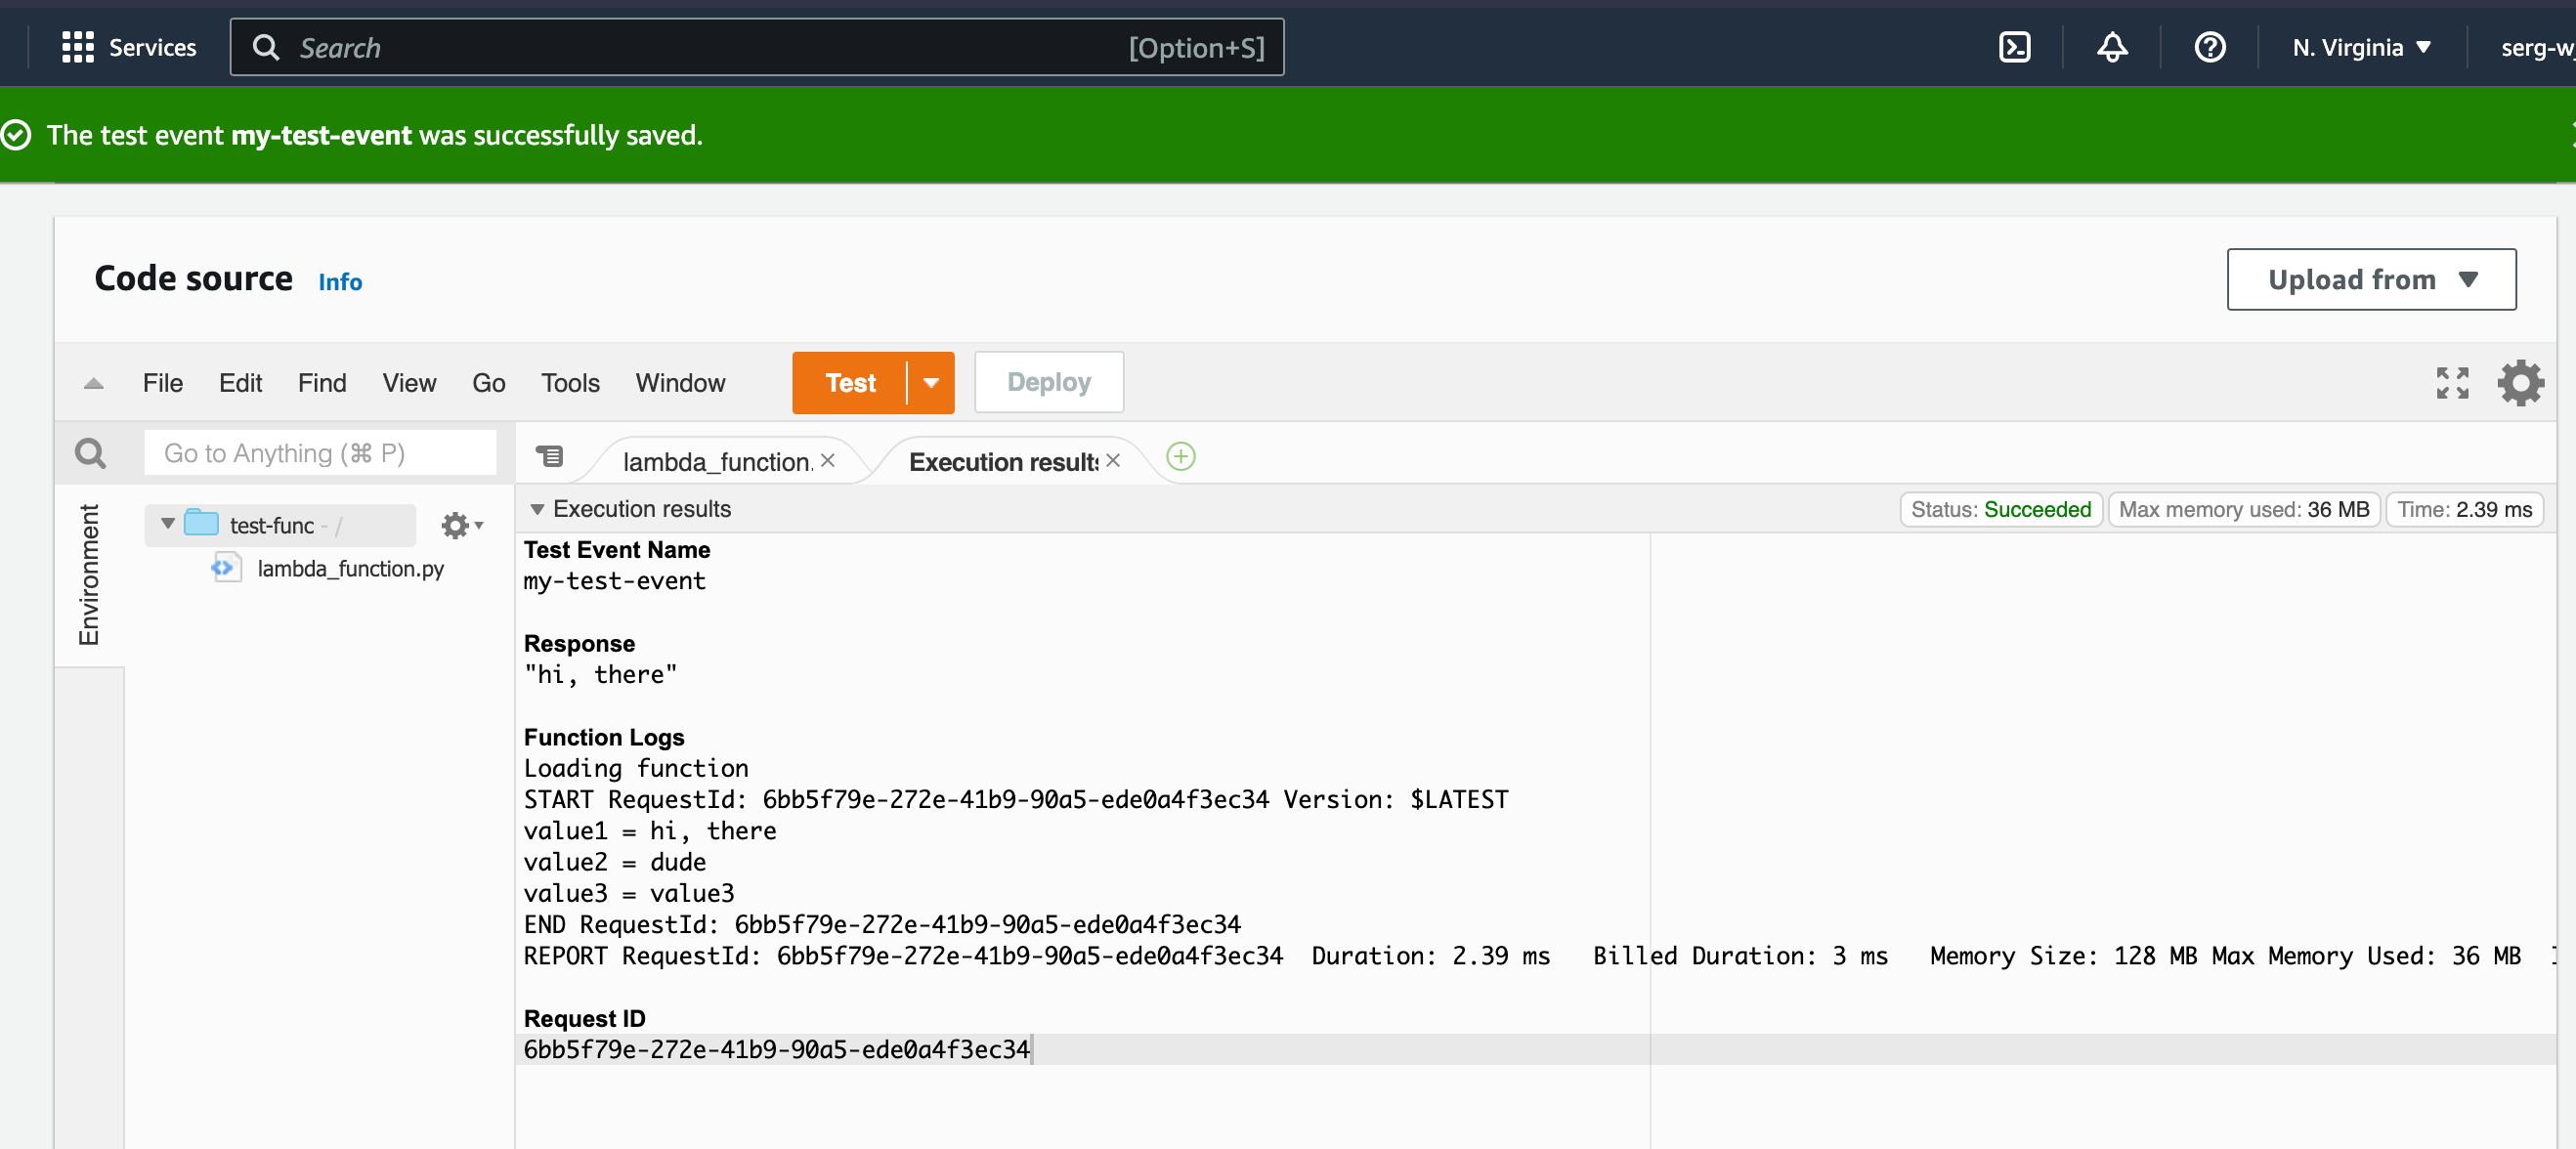 Services
Search [Option+S]
N. Virginia
serg-w
The test event my-test-event was successfully saved.
Code source Info
Upload from
File Edit Find View Go Tools Window Test Deploy
Go to Anything (⌘ P)
lambda_function.
Execution results
Environment
test-func - /
lambda_function.py
Execution results
Status: Succeeded
Max memory used: 36 MB
Time: 2.39 ms
Test Event Name
my-test-event
Response
"hi, there"
Function Logs
Loading function
START RequestId: 6bb5f79e-272e-41b9-90a5-ede0a4f3ec34 Version: $LATEST
value1 = hi, there
value2 = dude
value3 = value3
END RequestId: 6bb5f79e-272e-41b9-90a5-ede0a4f3ec34
REPORT RequestId: 6bb5f79e-272e-41b9-90a5-ede0a4f3ec34 Duration: 2.39 ms Billed Duration: 3 ms Memory Size: 128 MB Max Memory Used: 36 MB
Request ID
6bb5f79e-272e-41b9-90a5-ede0a4f3ec34